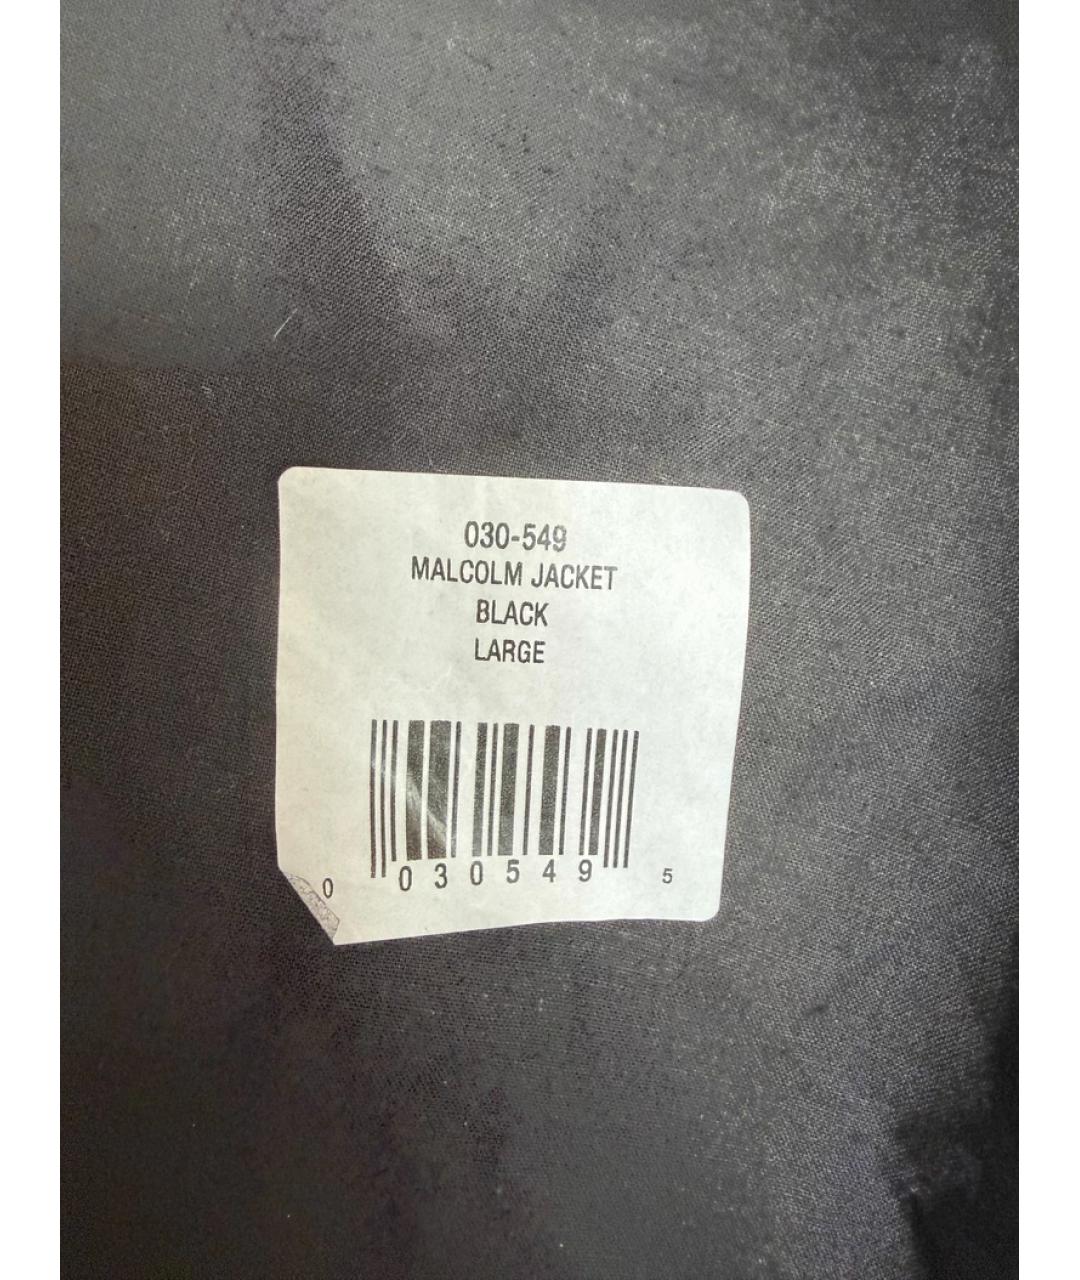 030-549
MALCOLM JACKET
BLACK
LARGE
0 030549 5